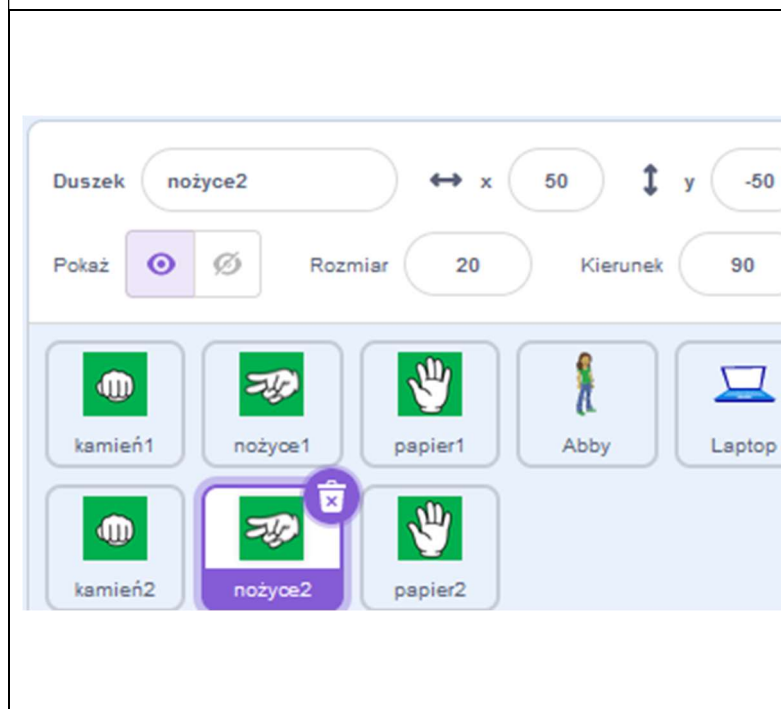 Duszek nożyce2 x 50 y -50
Pokaż Rozmiar 20 Kierunek 90
kamień1 nożyce1 papier1 Abby Laptop
kamień2 nożyce2 papier2